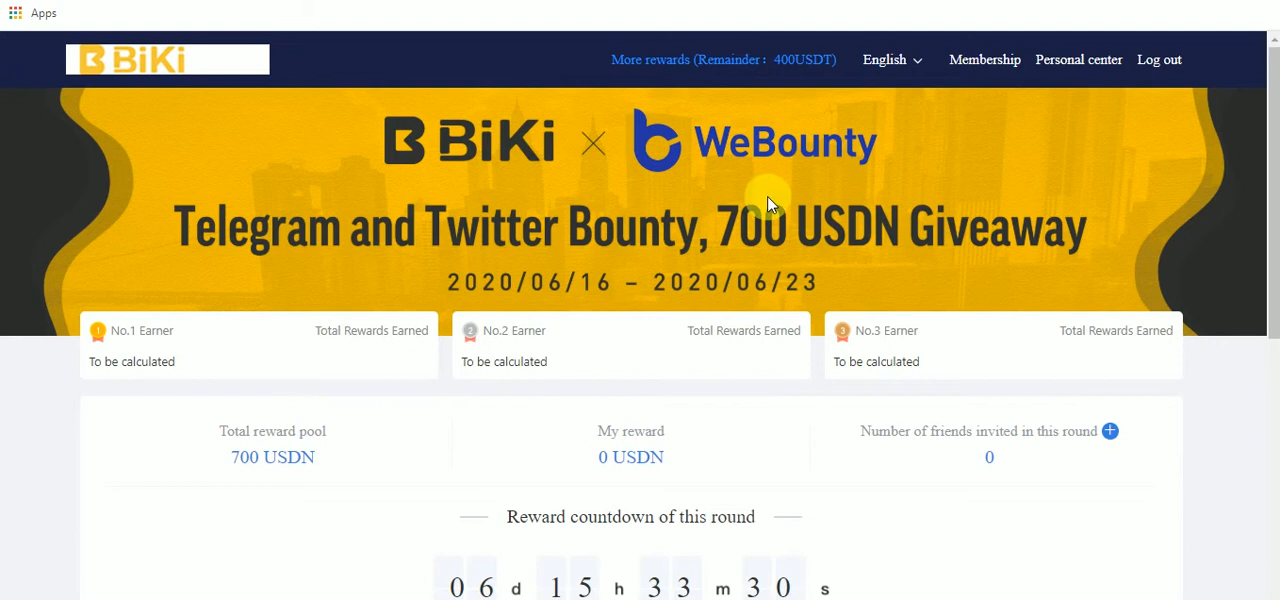 Apps
BiKi
More rewards (Remainder : 400USDT)
English
Membership
Personal center
Log out
BiKi × WeBounty
Telegram and Twitter Bounty, 700 USDN Giveaway
2020/06/16 – 2020/06/23
1 No.1 Earner Total Rewards Earned
To be calculated
2 No.2 Earner Total Rewards Earned
To be calculated
3 No.3 Earner Total Rewards Earned
To be calculated
Total reward pool
700 USDN
My reward
0 USDN
Number of friends invited in this round
0
Reward countdown of this round
06 d 15 h 33 m 30 s